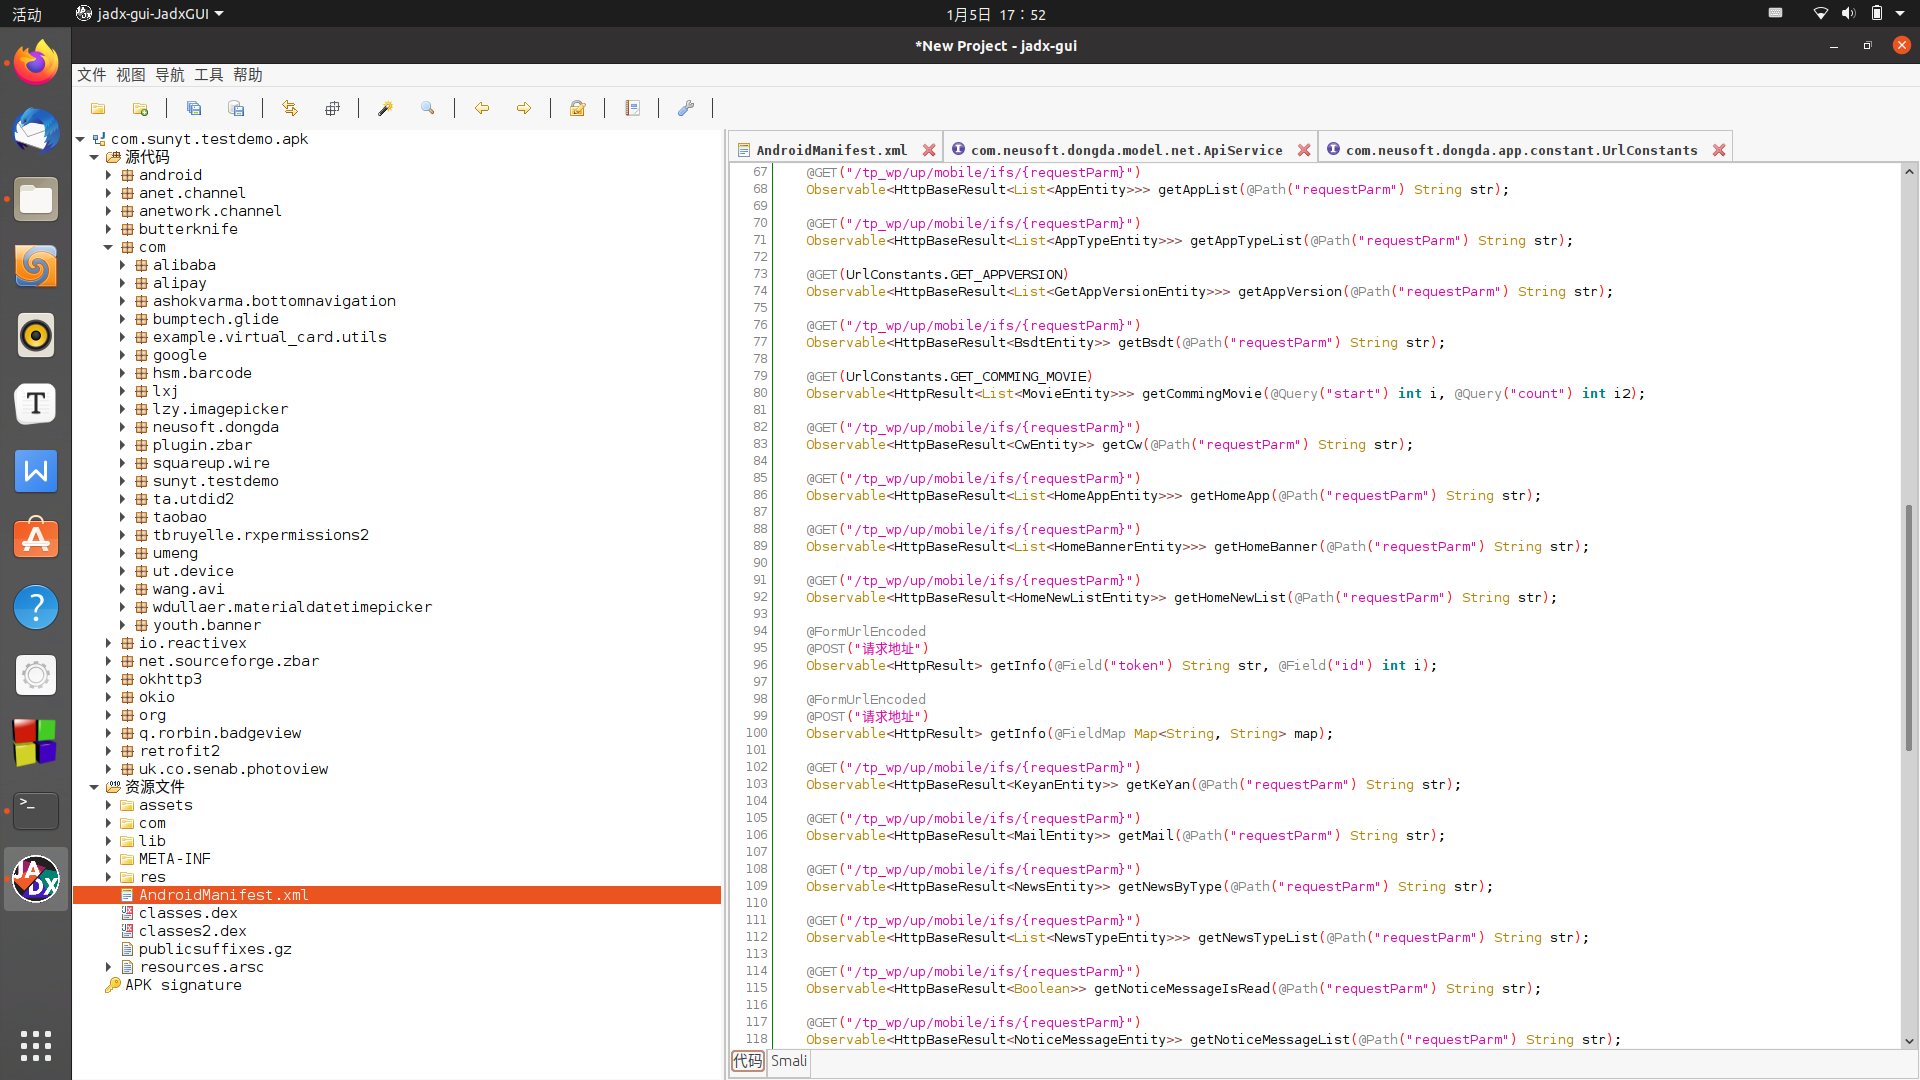 活动
jadx-gui-JadxGUI
1月5日 17：52
*New Project - jadx-gui
文件 视图 导航 工具 帮助
com.sunyt.testdemo.apk
源代码
android
anet.channel
anetwork.channel
butterknife
com
alibaba
alipay
ashokvarma.bottomnavigation
bumptech.glide
example.virtual_card.utils
google
hsm.barcode
lxj
lzy.imagepicker
neusoft.dongda
plugin.zbar
squareup.wire
sunyt.testdemo
ta.utdid2
taobao
tbruyelle.rxpermissions2
umeng
ut.device
wang.avi
wdullaer.materialdatetimepicker
youth.banner
io.reactivex
net.sourceforge.zbar
okhttp3
okio
org
q.rorbin.badgeview
retrofit2
uk.co.senab.photoview
资源文件
assets
com
lib
META-INF
res
AndroidManifest.xml
classes.dex
classes2.dex
publicsuffixes.gz
resources.arsc
APK signature
AndroidManifest.xml
com.neusoft.dongda.model.net.ApiService
com.neusoft.dongda.app.constant.UrlConstants
67 @GET("/tp_wp/up/mobile/ifs/{requestParm}")
68 Observable<HttpBaseResult<List<AppEntity>>> getAppList(@Path("requestParm") String str);
69
70 @GET("/tp_wp/up/mobile/ifs/{requestParm}")
71 Observable<HttpBaseResult<List<AppTypeEntity>>> getAppTypeList(@Path("requestParm") String str);
72
73 @GET(UrlConstants.GET_APPVERSION)
74 Observable<HttpBaseResult<List<GetAppVersionEntity>>> getAppVersion(@Path("requestParm") String str);
75
76 @GET("/tp_wp/up/mobile/ifs/{requestParm}")
77 Observable<HttpBaseResult<BsdtEntity>> getBsdt(@Path("requestParm") String str);
78
79 @GET(UrlConstants.GET_COMMING_MOVIE)
80 Observable<HttpResult<List<MovieEntity>>> getCommingMovie(@Query("start") int i, @Query("count") int i2);
81
82 @GET("/tp_wp/up/mobile/ifs/{requestParm}")
83 Observable<HttpBaseResult<CwEntity>> getCw(@Path("requestParm") String str);
84
85 @GET("/tp_wp/up/mobile/ifs/{requestParm}")
86 Observable<HttpBaseResult<List<HomeAppEntity>>> getHomeApp(@Path("requestParm") String str);
87
88 @GET("/tp_wp/up/mobile/ifs/{requestParm}")
89 Observable<HttpBaseResult<List<HomeBannerEntity>>> getHomeBanner(@Path("requestParm") String str);
90
91 @GET("/tp_wp/up/mobile/ifs/{requestParm}")
92 Observable<HttpBaseResult<HomeNewListEntity>> getHomeNewList(@Path("requestParm") String str);
93
94 @FormUrlEncoded
95 @POST("请求地址")
96 Observable<HttpResult> getInfo(@Field("token") String str, @Field("id") int i);
97
98 @FormUrlEncoded
99 @POST("请求地址")
100 Observable<HttpResult> getInfo(@FieldMap Map<String, String> map);
101
102 @GET("/tp_wp/up/mobile/ifs/{requestParm}")
103 Observable<HttpBaseResult<KeyanEntity>> getKeYan(@Path("requestParm") String str);
104
105 @GET("/tp_wp/up/mobile/ifs/{requestParm}")
106 Observable<HttpBaseResult<MailEntity>> getMail(@Path("requestParm") String str);
107
108 @GET("/tp_wp/up/mobile/ifs/{requestParm}")
109 Observable<HttpBaseResult<NewsEntity>> getNewsByType(@Path("requestParm") String str);
110
111 @GET("/tp_wp/up/mobile/ifs/{requestParm}")
112 Observable<HttpBaseResult<List<NewsTypeEntity>>> getNewsTypeList(@Path("requestParm") String str);
113
114 @GET("/tp_wp/up/mobile/ifs/{requestParm}")
115 Observable<HttpBaseResult<Boolean>> getNoticeMessageIsRead(@Path("requestParm") String str);
116
117 @GET("/tp_wp/up/mobile/ifs/{requestParm}")
118 Observable<HttpBaseResult<NoticeMessageEntity>> getNoticeMessageList(@Path("requestParm") String str);
代码 Smali